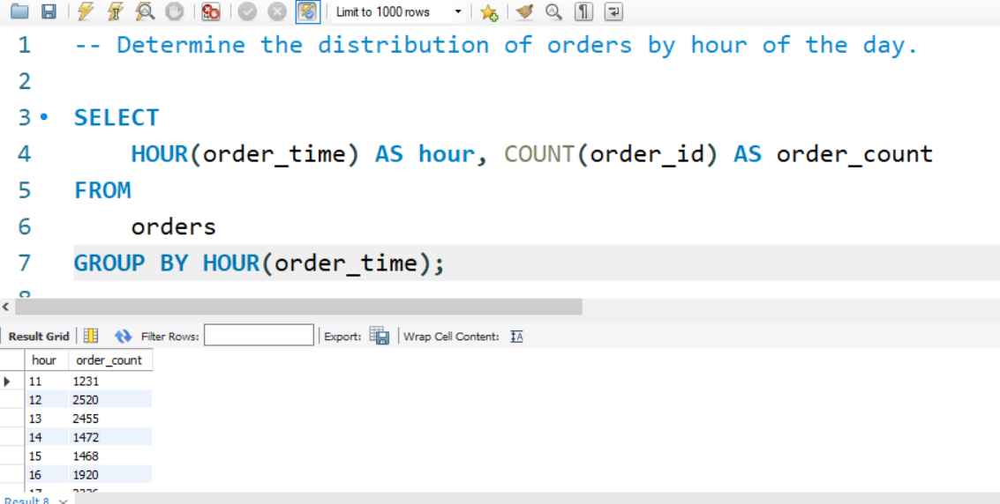 Limit to 1000 rows
1 -- Determine the distribution of orders by hour of the day.
2
3 SELECT
4 HOUR(order_time) AS hour, COUNT(order_id) AS order_count
5 FROM
6 orders
7 GROUP BY HOUR(order_time);
8
Result Grid Filter Rows: Export: Wrap Cell Content:
hour order_count
11 1231
12 2520
13 2455
14 1472
15 1468
16 1920
17
Result 8